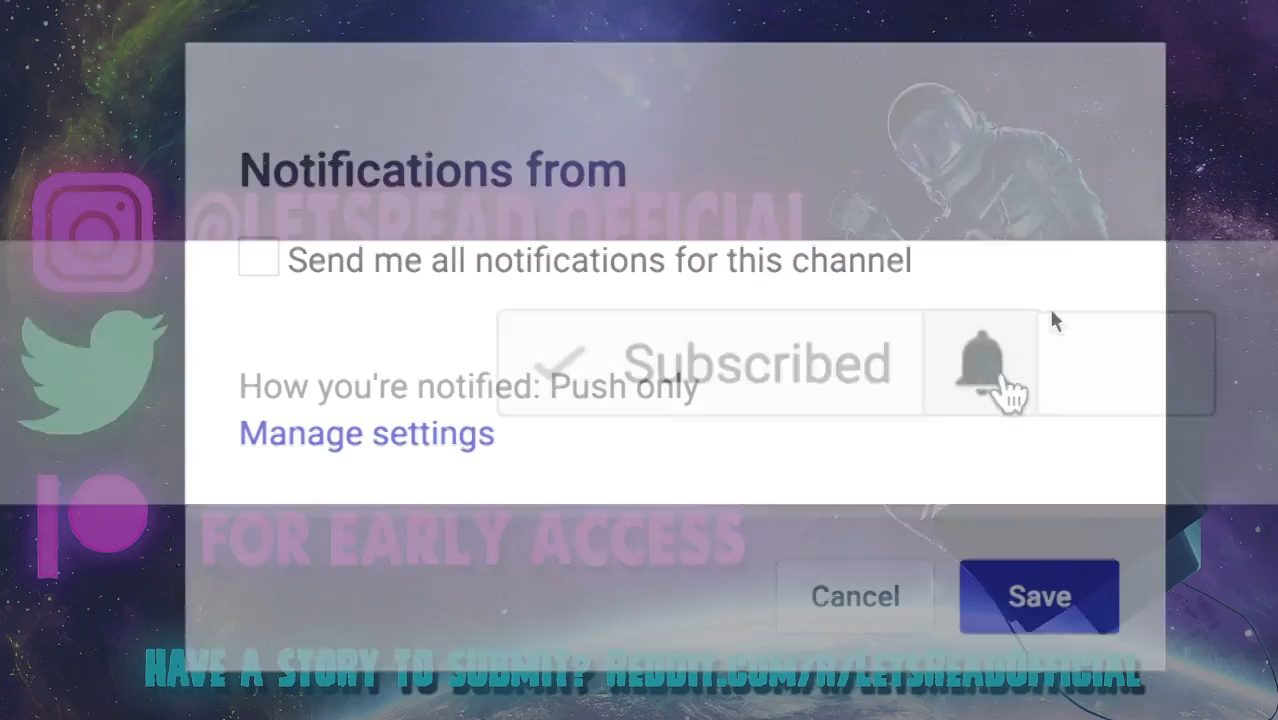 Notifications from
@LETSREAD.OFFICIAL
Send me all notifications for this channel
Subscribed
How you're notified: Push only
Manage settings
FOR EARLY ACCESS
Cancel
Save
HAVE A STORY TO SUBMIT? REDDIT.COM/R/LETSREADOFFICIAL